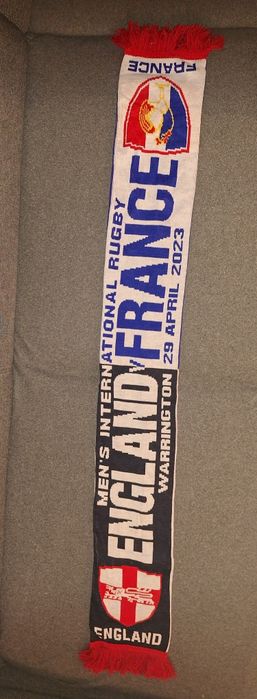 MEN'S INTERNATIONAL RUGBY
ENGLAND V FRANCE
WARRINGTON 29 APRIL 2023
ENGLAND
FRANCE